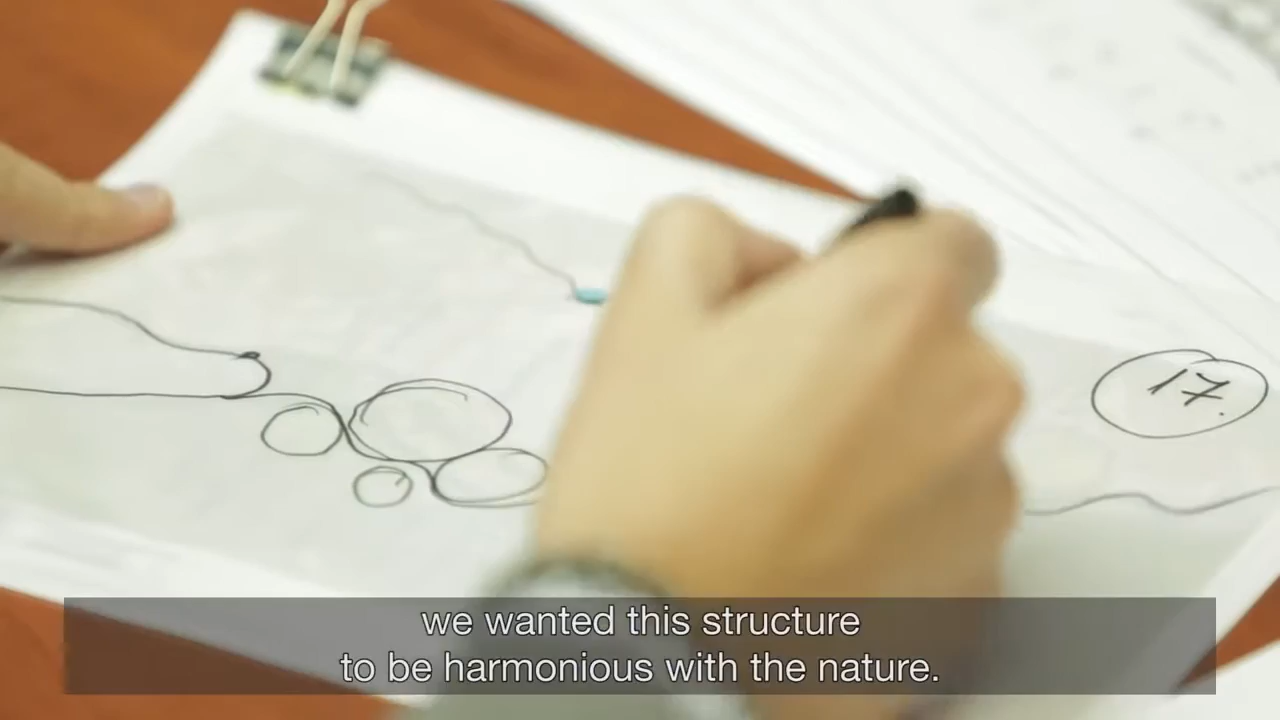 17.
we wanted this structure
to be harmonious with the nature.